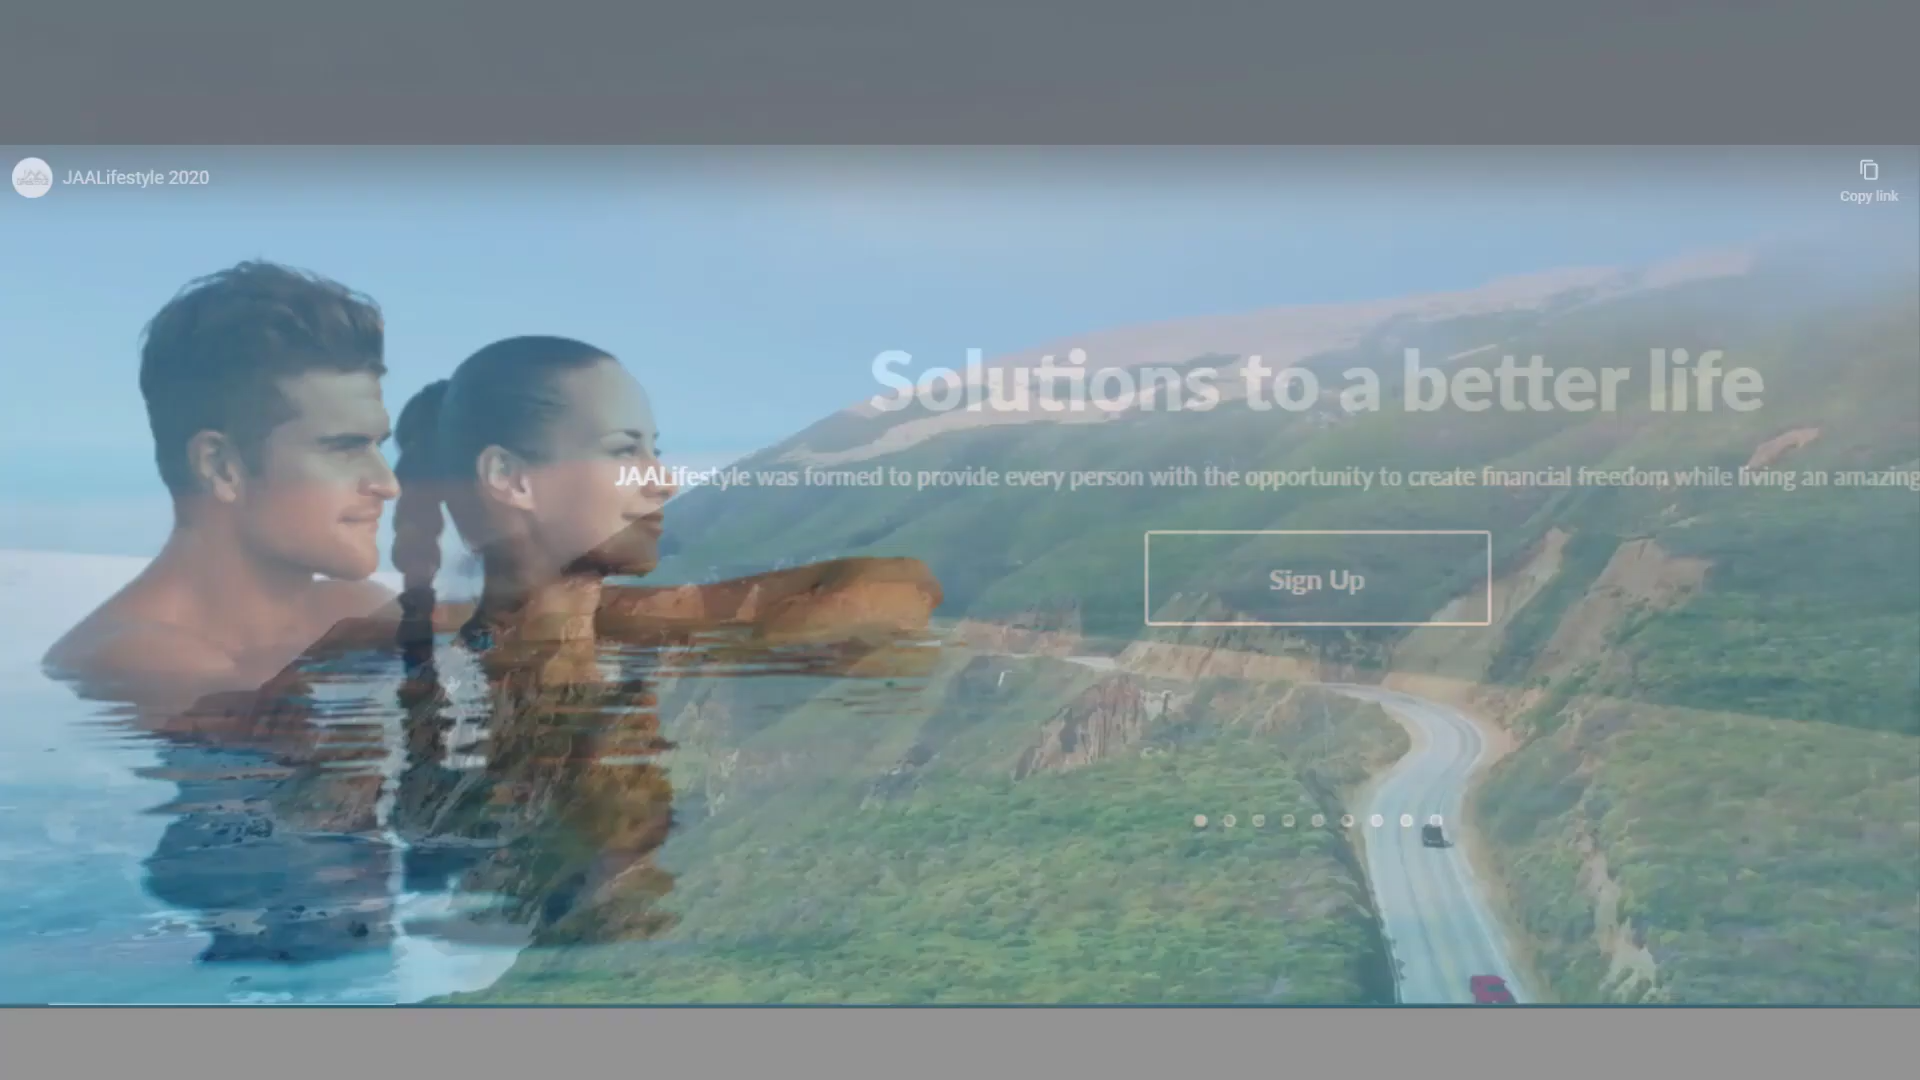 JAALifestyle 2020
Copy link
Solutions to a better life
JAALifestyle was formed to provide every person with the opportunity to create financial freedom while living an amazing
Sign Up